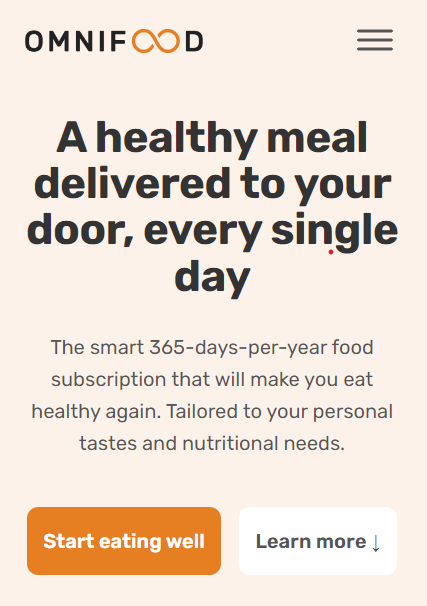 OMNIFOOD
A healthy meal
delivered to your
door, every single
day
The smart 365-days-per-year food
subscription that will make you eat
healthy again. Tailored to your personal
tastes and nutritional needs.
Start eating well
Learn more ↓